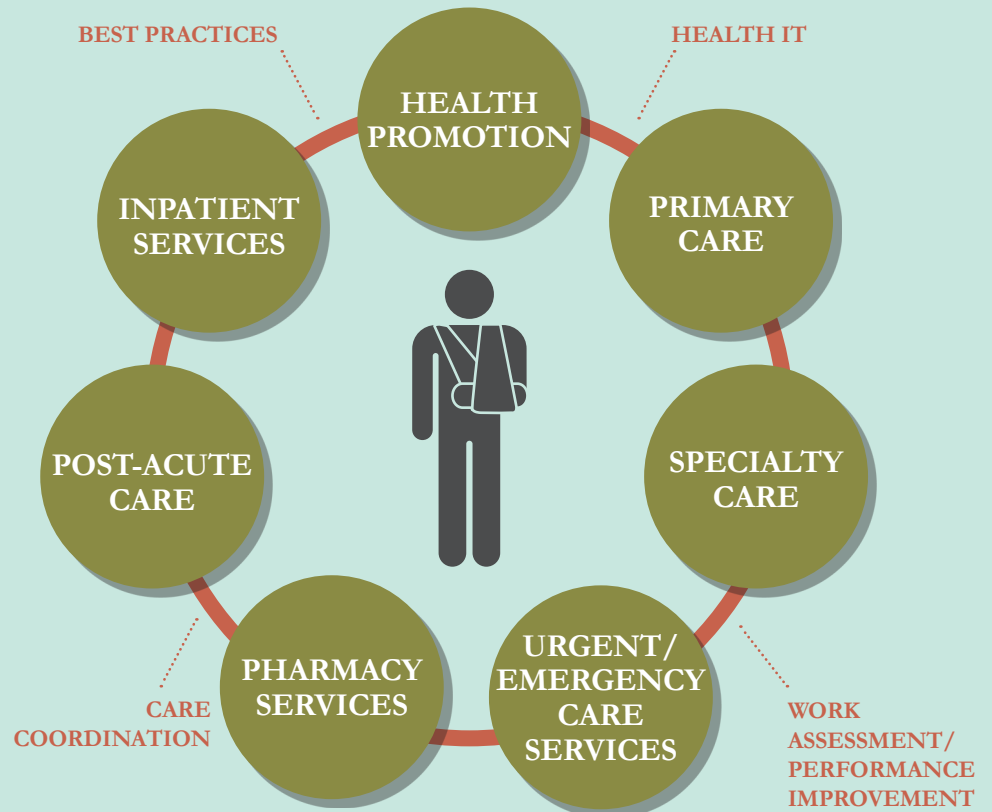 BEST PRACTICES
HEALTH IT
HEALTH
PROMOTION
INPATIENT
SERVICES
PRIMARY
CARE
POST-ACUTE
CARE
SPECIALTY
CARE
PHARMACY
SERVICES
URGENT/
EMERGENCY
CARE
SERVICES
CARE
COORDINATION
WORK
ASSESSMENT/
PERFORMANCE
IMPROVEMENT